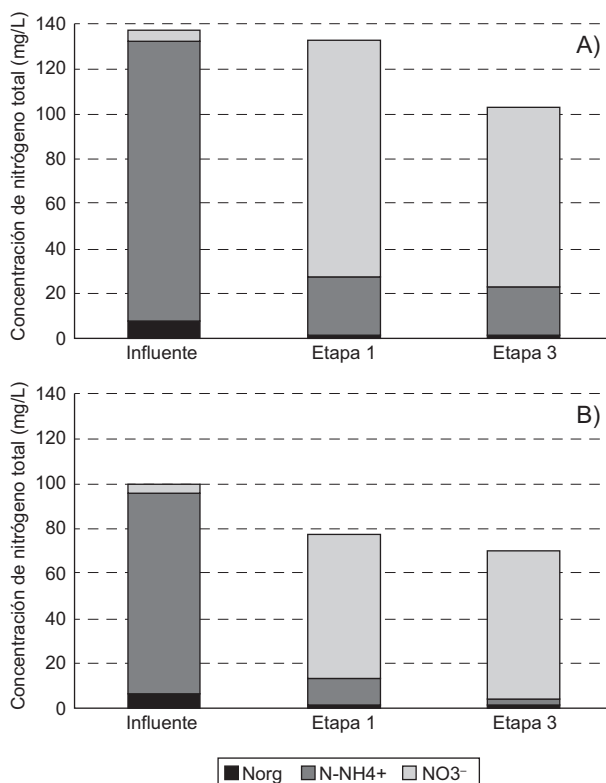 Concentración de nitrógeno total (mg/L)
140
120
100
80
60
40
20
0
A)
Influente
Etapa 1
Etapa 3
Concentración de nitrógeno total (mg/L)
140
120
100
80
60
40
20
0
B)
Influente
Etapa 1
Etapa 3
Norg N-NH4+ NO3⁻